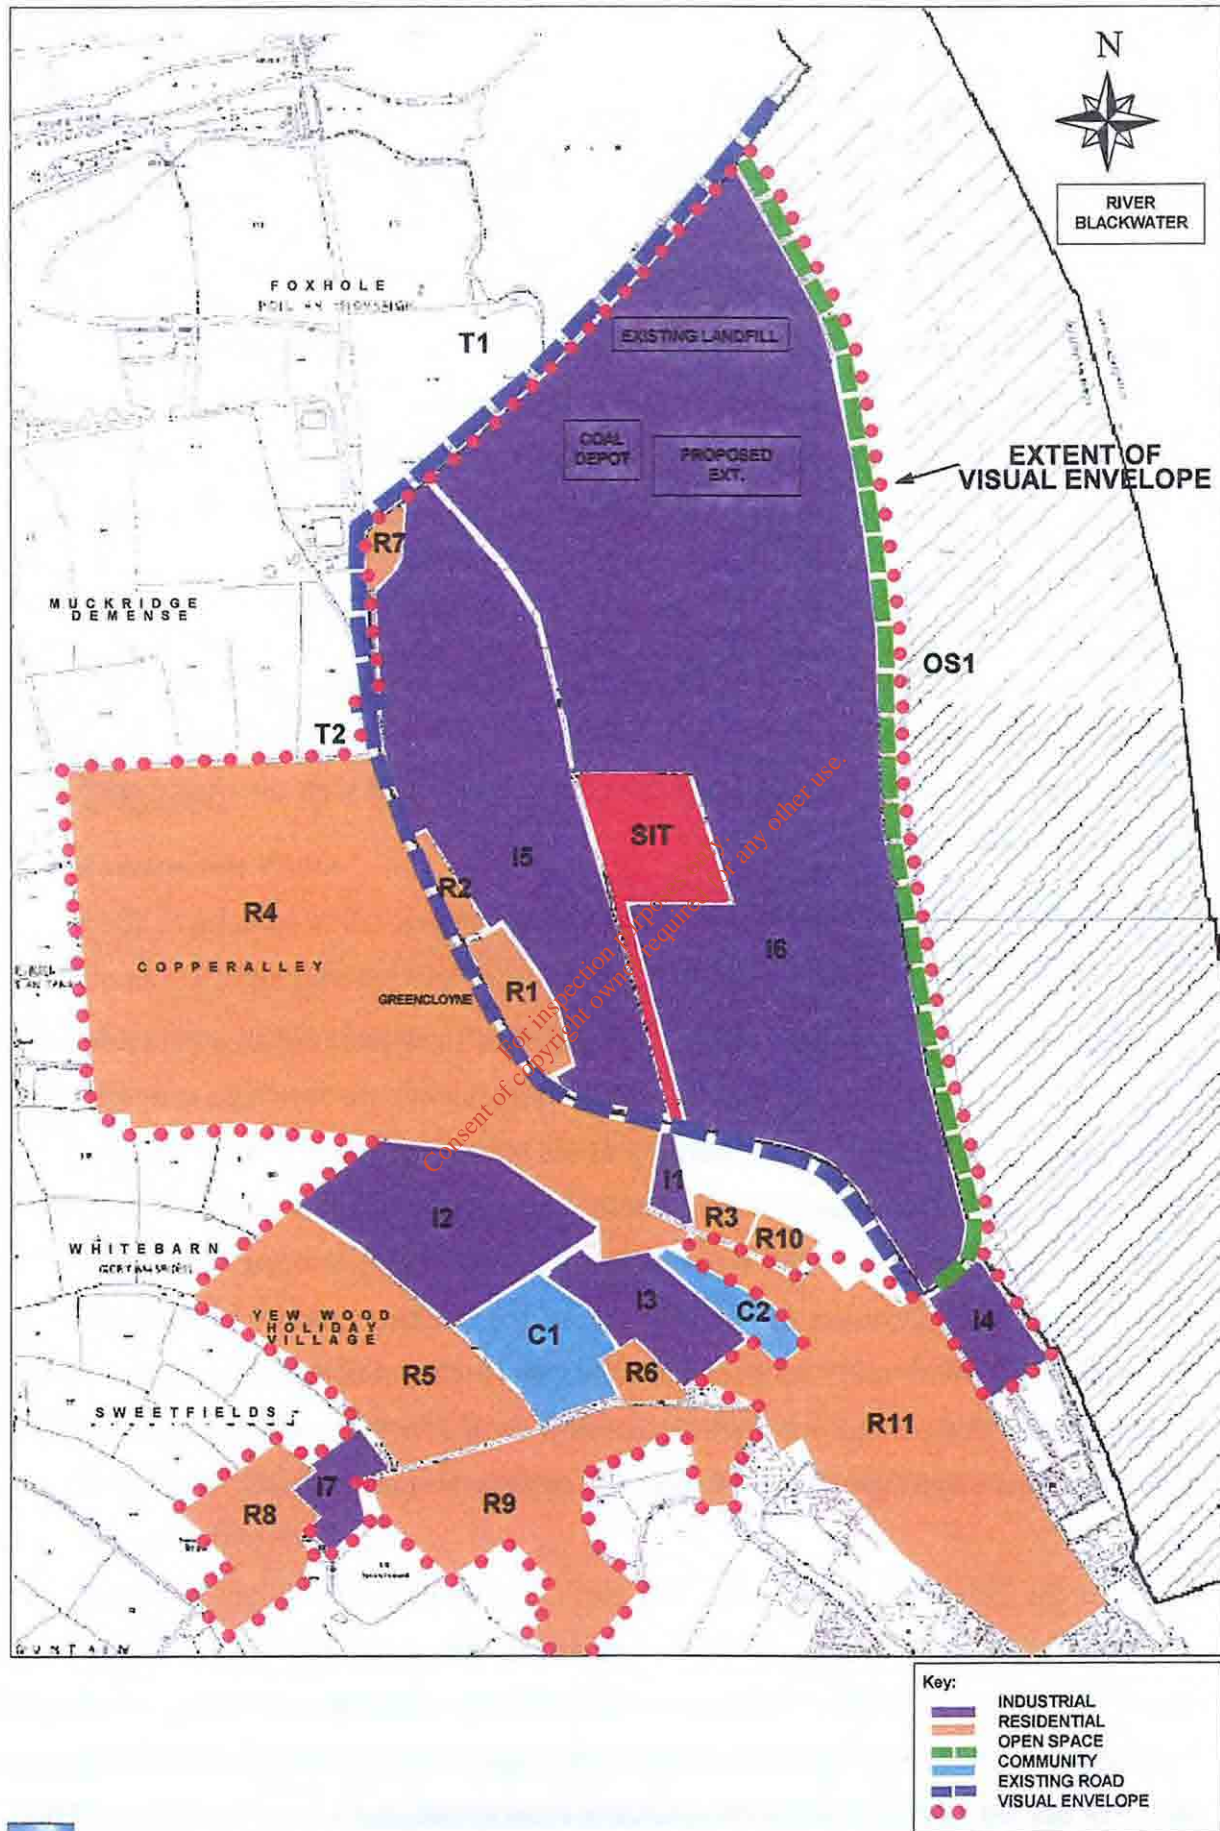 N
RIVER
BLACKWATER
FOXHOLE
T1
EXISTING LANDFILL
COAL
DEPOT
PROPOSED
EXT.
EXTENT OF
VISUAL ENVELOPE
R7
MUCKRIDGE
DEMENSE
OS1
T2
SIT
I5
R2
R4
I6
COPPERALLEY
R1
GREENCLOYNE
For inspection purposes only.
Consent of copyright owner required for any other use.
I1
I2
R3
R10
WHITEBARN
YEW WOOD
HOLIDAY
VILLAGE
I3
C2
I4
C1
R5
R6
SWEETFIELDS
R11
I7
R8
R9
Key:
INDUSTRIAL
RESIDENTIAL
OPEN SPACE
COMMUNITY
EXISTING ROAD
VISUAL ENVELOPE